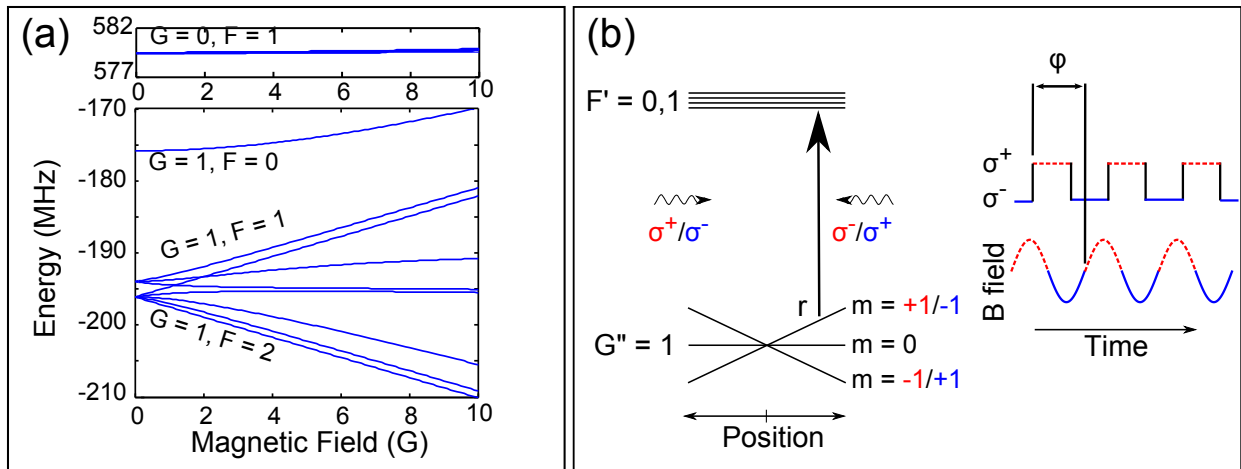 (a)
582
G = 0, F = 1
577
0 2 4 6 8 10
-170
G = 1, F = 0
-180
G = 1, F = 1
-190
-200
G = 1, F = 2
-210
Energy (MHz)
0 2 4 6 8 10
Magnetic Field (G)
(b)
F' = 0,1
σ+/σ- σ-/σ+
r
m = +1/-1
G" = 1
m = 0
m = -1/+1
Position
φ
σ+
σ-
B field
Time